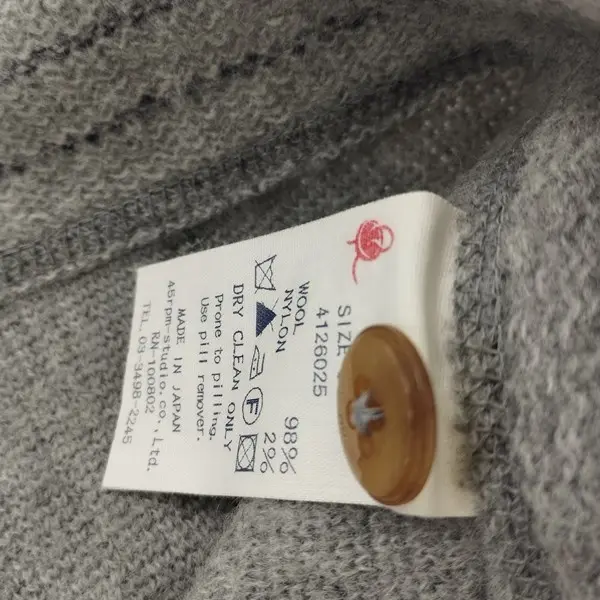 SIZE
4126025
WOOL 98%
NYLON 2%
F
DRY CLEAN ONLY
Prone to pilling.
Use pill remover.
MADE IN JAPAN
45rpm-studio.co.,Ltd.
RN-100802
TEL. 03-3498-2245